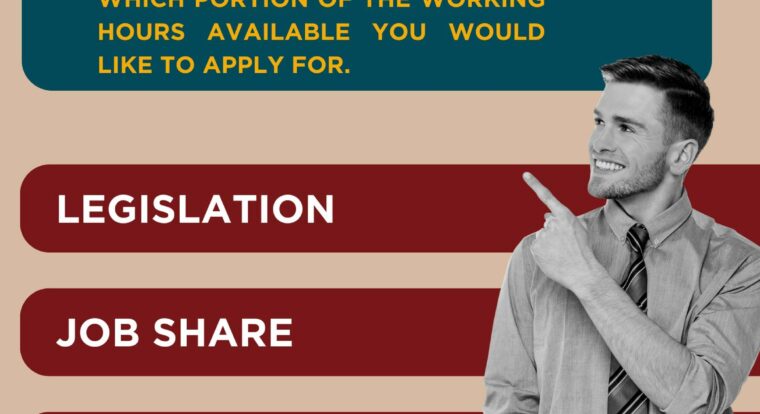 WHICH PORTION OF THE WORKING
HOURS AVAILABLE YOU WOULD
LIKE TO APPLY FOR.
LEGISLATION
JOB SHARE